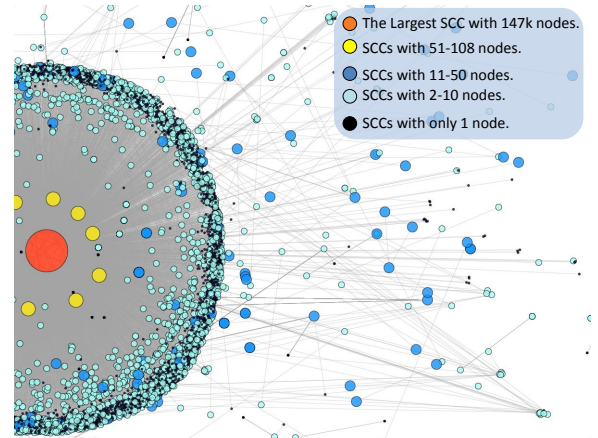 The Largest SCC with 147k nodes.
SCCs with 51-108 nodes.
SCCs with 11-50 nodes.
SCCs with 2-10 nodes.
SCCs with only 1 node.